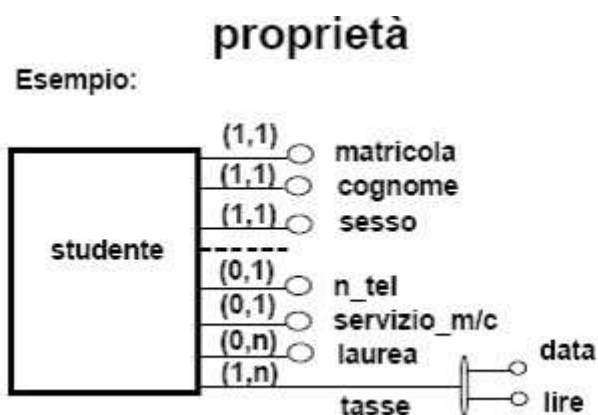 proprietà
Esempio:
(1,1) matricola
(1,1) cognome
(1,1) sesso
studente
(0,1) n_tel
(0,1) servizio_m/c
(0,n) laurea
(1,n) tasse
data
lire